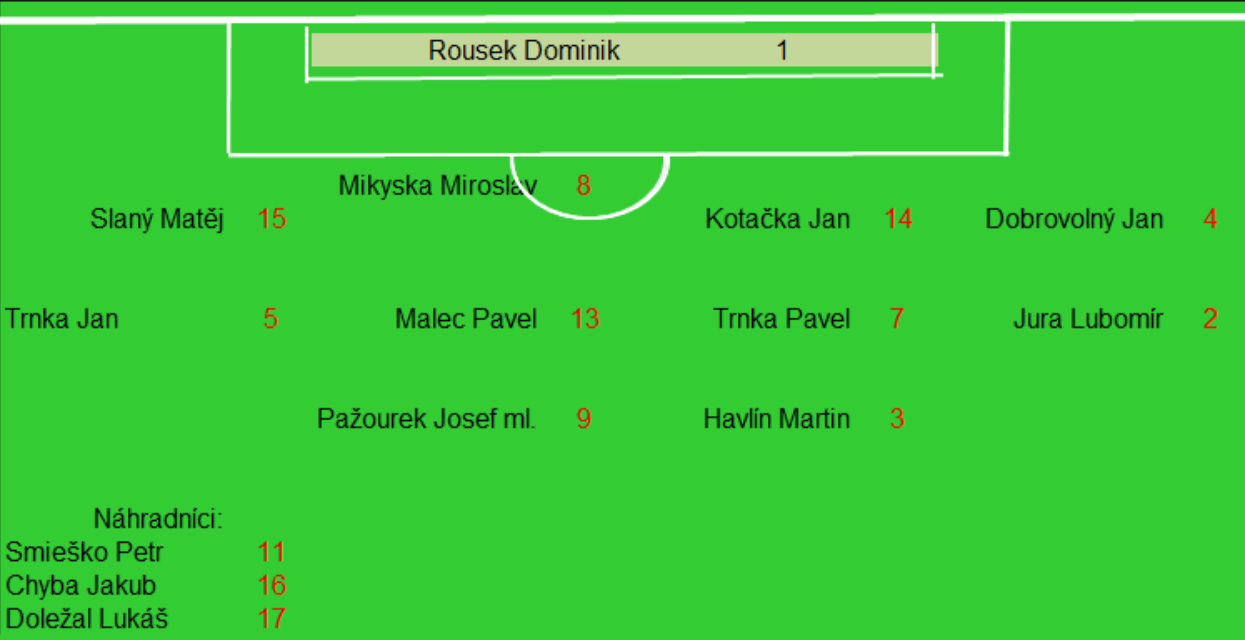 Rousek Dominik 1
Mikyska Miroslav 8
Slaný Matěj 15 Kotačka Jan 14 Dobrovolný Jan 4
Trnka Jan 5 Malec Pavel 13 Trnka Pavel 7 Jura Lubomír 2
Pažourek Josef ml. 9 Havlín Martin 3
Náhradníci:
Smieško Petr 11
Chyba Jakub 16
Doležal Lukáš 17